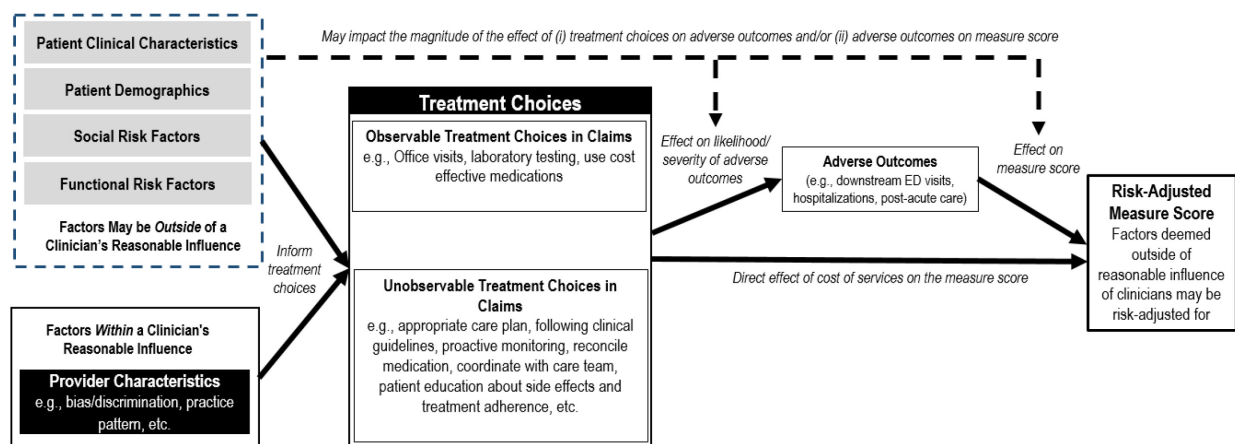 Patient Clinical Characteristics
Patient Demographics
Social Risk Factors
Functional Risk Factors
Factors May be Outside of a
Clinician's Reasonable Influence
Factors Within a Clinician's
Reasonable Influence
Provider Characteristics
e.g., bias/discrimination, practice
pattern, etc.
Inform
treatment
choices
May impact the magnitude of the effect of (i) treatment choices on adverse outcomes and/or (ii) adverse outcomes on measure score
Treatment Choices
Observable Treatment Choices in Claims
e.g., Office visits, laboratory testing, use cost
effective medications
Unobservable Treatment Choices in
Claims
e.g., appropriate care plan, following clinical
guidelines, proactive monitoring, reconcile
medication, coordinate with care team,
patient education about side effects and
treatment adherence, etc.
Effect on likelihood/
severity of adverse
outcomes
Adverse Outcomes
(e.g., downstream ED visits,
hospitalizations, post-acute care)
Effect on
measure score
Direct effect of cost of services on the measure score
Risk-Adjusted
Measure Score
Factors deemed
outside of
reasonable influence
of clinicians may be
risk-adjusted for